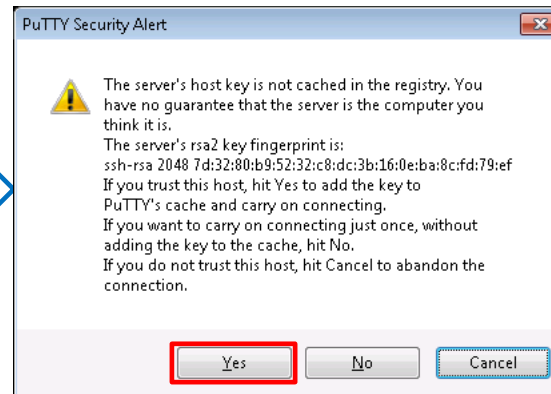 PuTTY Security Alert
The server's host key is not cached in the registry. You
have no guarantee that the server is the computer you
think it is.
The server's rsa2 key fingerprint is:
ssh-rsa 2048 7d:32:80:b9:52:32:c8:dc:3b:16:0e:ba:8c:fd:79:ef
If you trust this host, hit Yes to add the key to
PuTTY's cache and carry on connecting.
If you want to carry on connecting just once, without
adding the key to the cache, hit No.
If you do not trust this host, hit Cancel to abandon the
connection.
Yes No Cancel